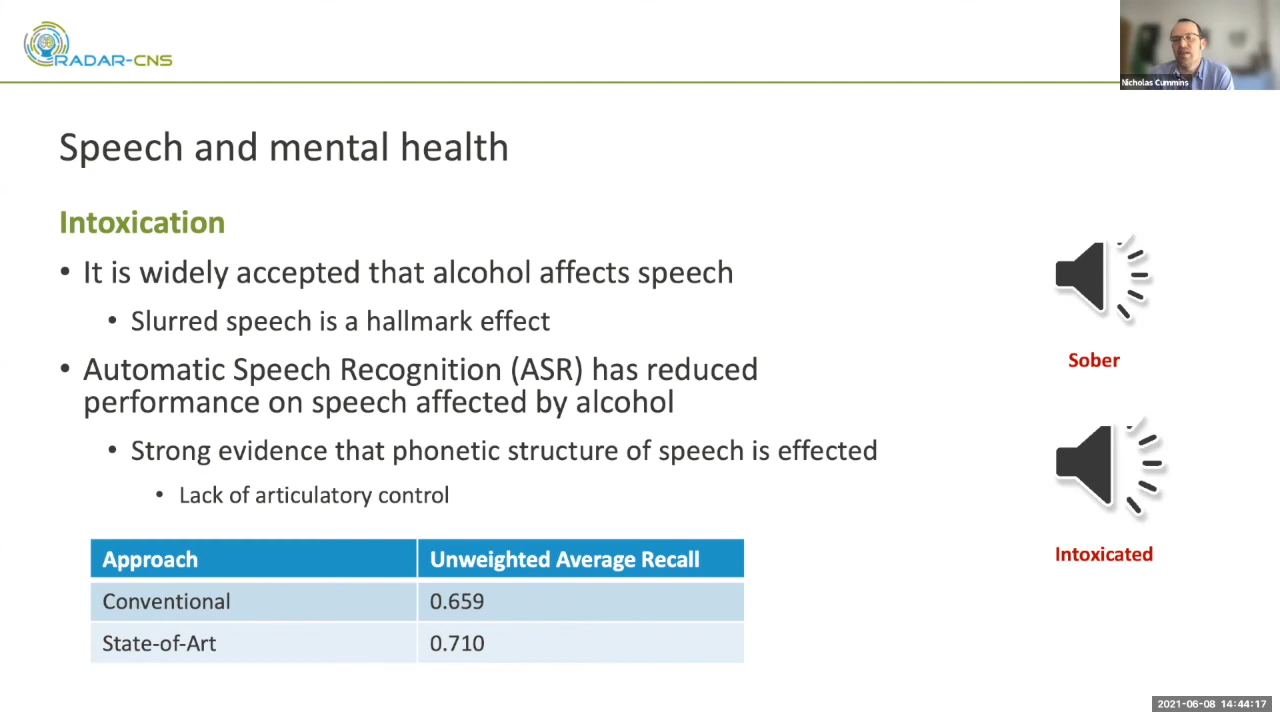 RADAR-CNS
Nicholas Cummins
Speech and mental health
Intoxication
• It is widely accepted that alcohol affects speech
• Slurred speech is a hallmark effect
• Automatic Speech Recognition (ASR) has reduced
performance on speech affected by alcohol
• Strong evidence that phonetic structure of speech is effected
• Lack of articulatory control
Sober
Intoxicated
Approach Unweighted Average Recall
Conventional 0.659
State-of-Art 0.710
2021-06-08 14:44:17